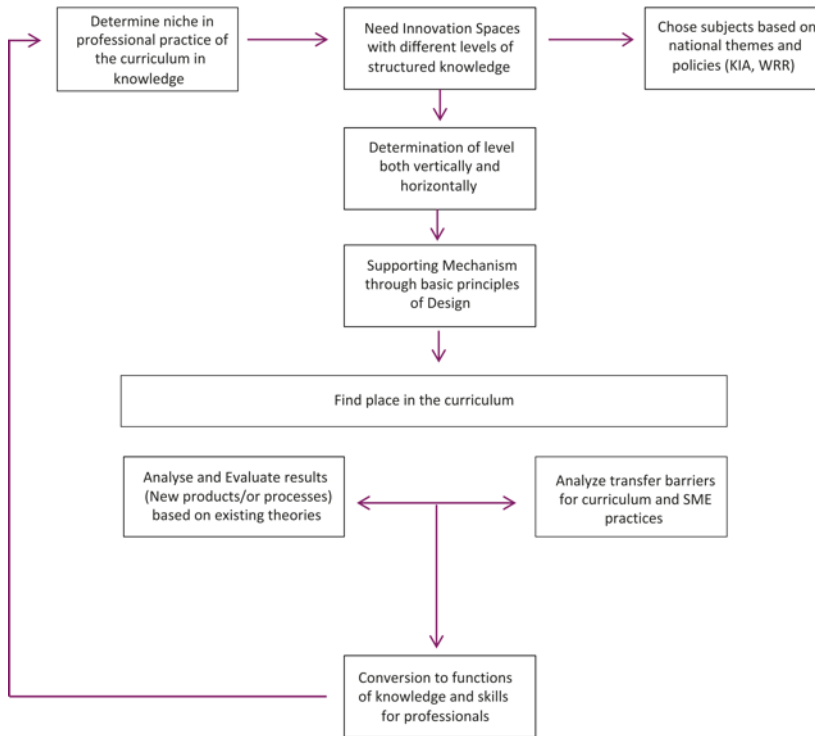 Determine niche in
professional practice of
the curriculum in
knowledge
Need Innovation Spaces
with different levels of
structured knowledge
Chose subjects based on
national themes and
policies (KIA, WRR)
Determination of level
both vertically and
horizontally
Supporting Mechanism
through basic principles
of Design
Find place in the curriculum
Analyse and Evaluate results
(New products/or processes)
based on existing theories
Analyze transfer barriers
for curriculum and SME
practices
Conversion to functions
of knowledge and skills
for professionals